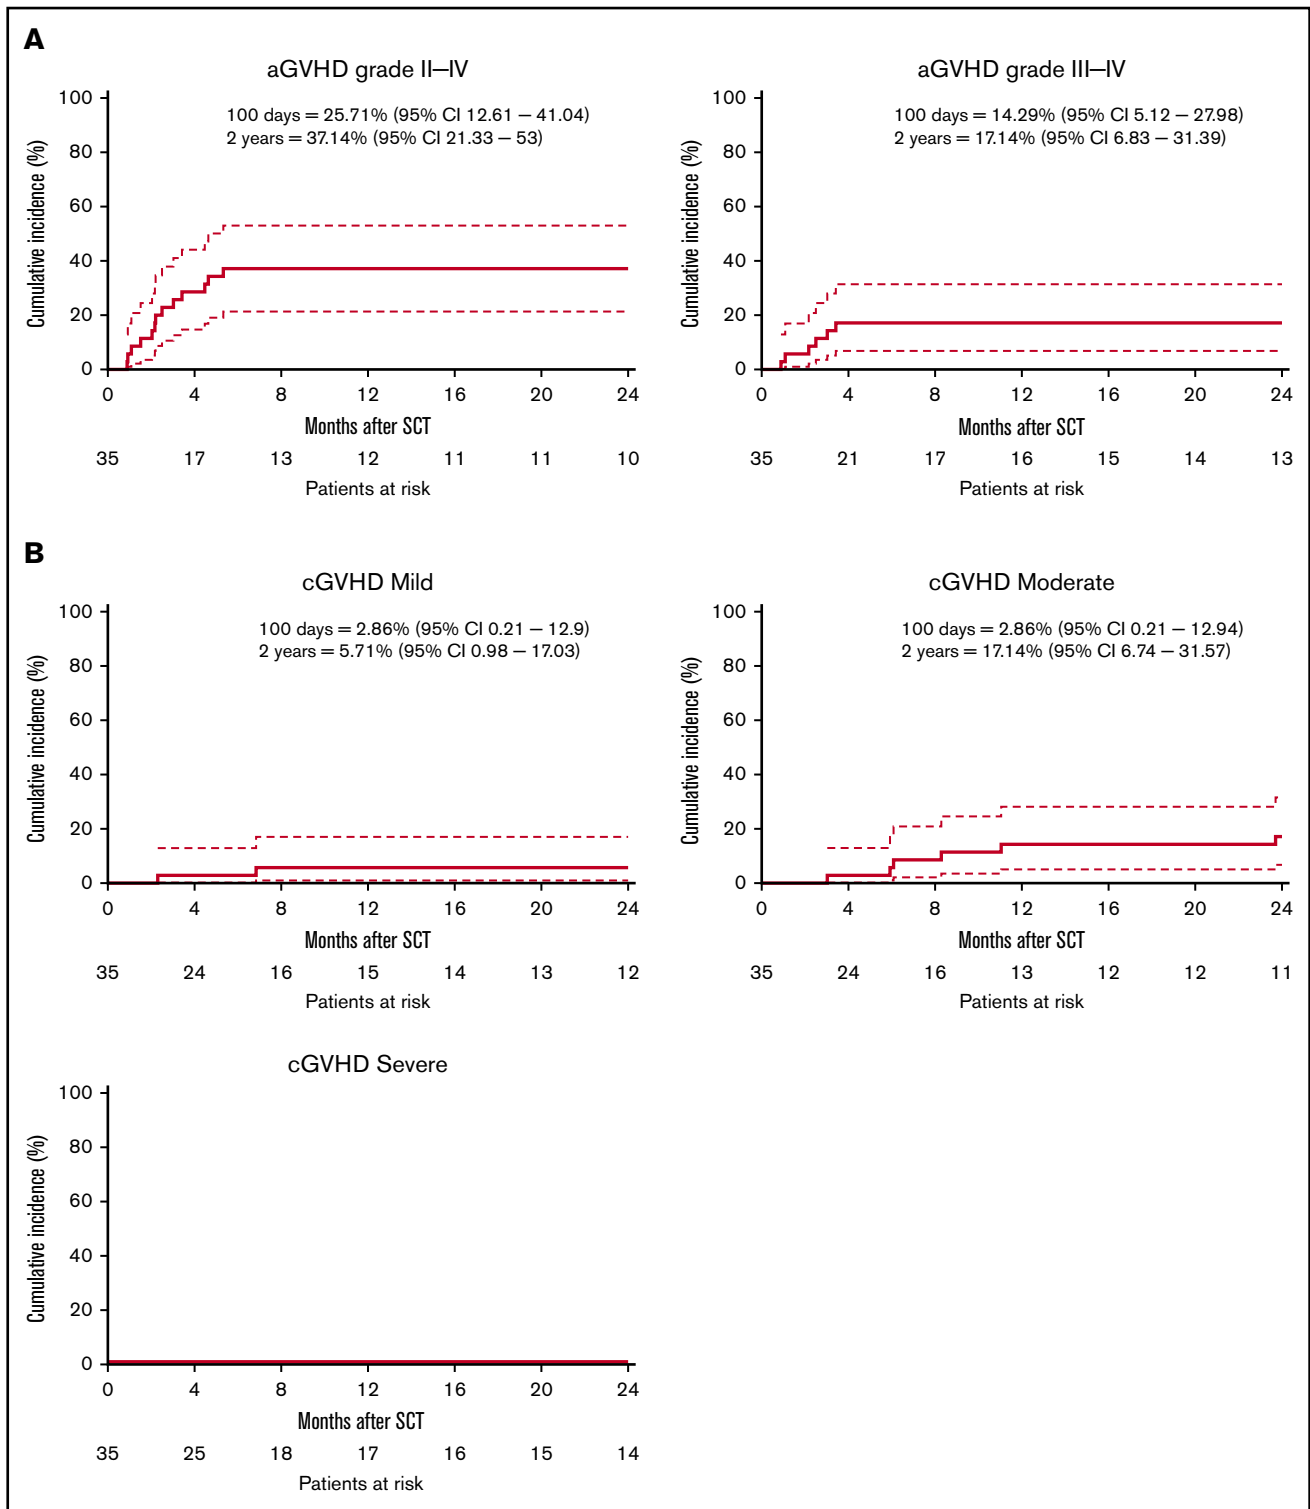 A
aGVHD grade II–IV
100 days = 25.71% (95% CI 12.61 – 41.04)
2 years = 37.14% (95% CI 21.33 – 53)
Cumulative incidence (%)
100
80
60
40
20
0
0 4 8 12 16 20 24
Months after SCT
35 17 13 12 11 11 10
Patients at risk
aGVHD grade III–IV
100 days = 14.29% (95% CI 5.12 – 27.98)
2 years = 17.14% (95% CI 6.83 – 31.39)
Cumulative incidence (%)
100
80
60
40
20
0
0 4 8 12 16 20 24
Months after SCT
35 21 17 16 15 14 13
Patients at risk
B
cGVHD Mild
100 days = 2.86% (95% CI 0.21 – 12.9)
2 years = 5.71% (95% CI 0.98 – 17.03)
Cumulative incidence (%)
100
80
60
40
20
0
0 4 8 12 16 20 24
Months after SCT
35 24 16 15 14 13 12
Patients at risk
cGVHD Moderate
100 days = 2.86% (95% CI 0.21 – 12.94)
2 years = 17.14% (95% CI 6.74 – 31.57)
Cumulative incidence (%)
100
80
60
40
20
0
0 4 8 12 16 20 24
Months after SCT
35 24 16 13 12 12 11
Patients at risk
cGVHD Severe
Cumulative incidence (%)
100
80
60
40
20
0
0 4 8 12 16 20 24
Months after SCT
35 25 18 17 16 15 14
Patients at risk